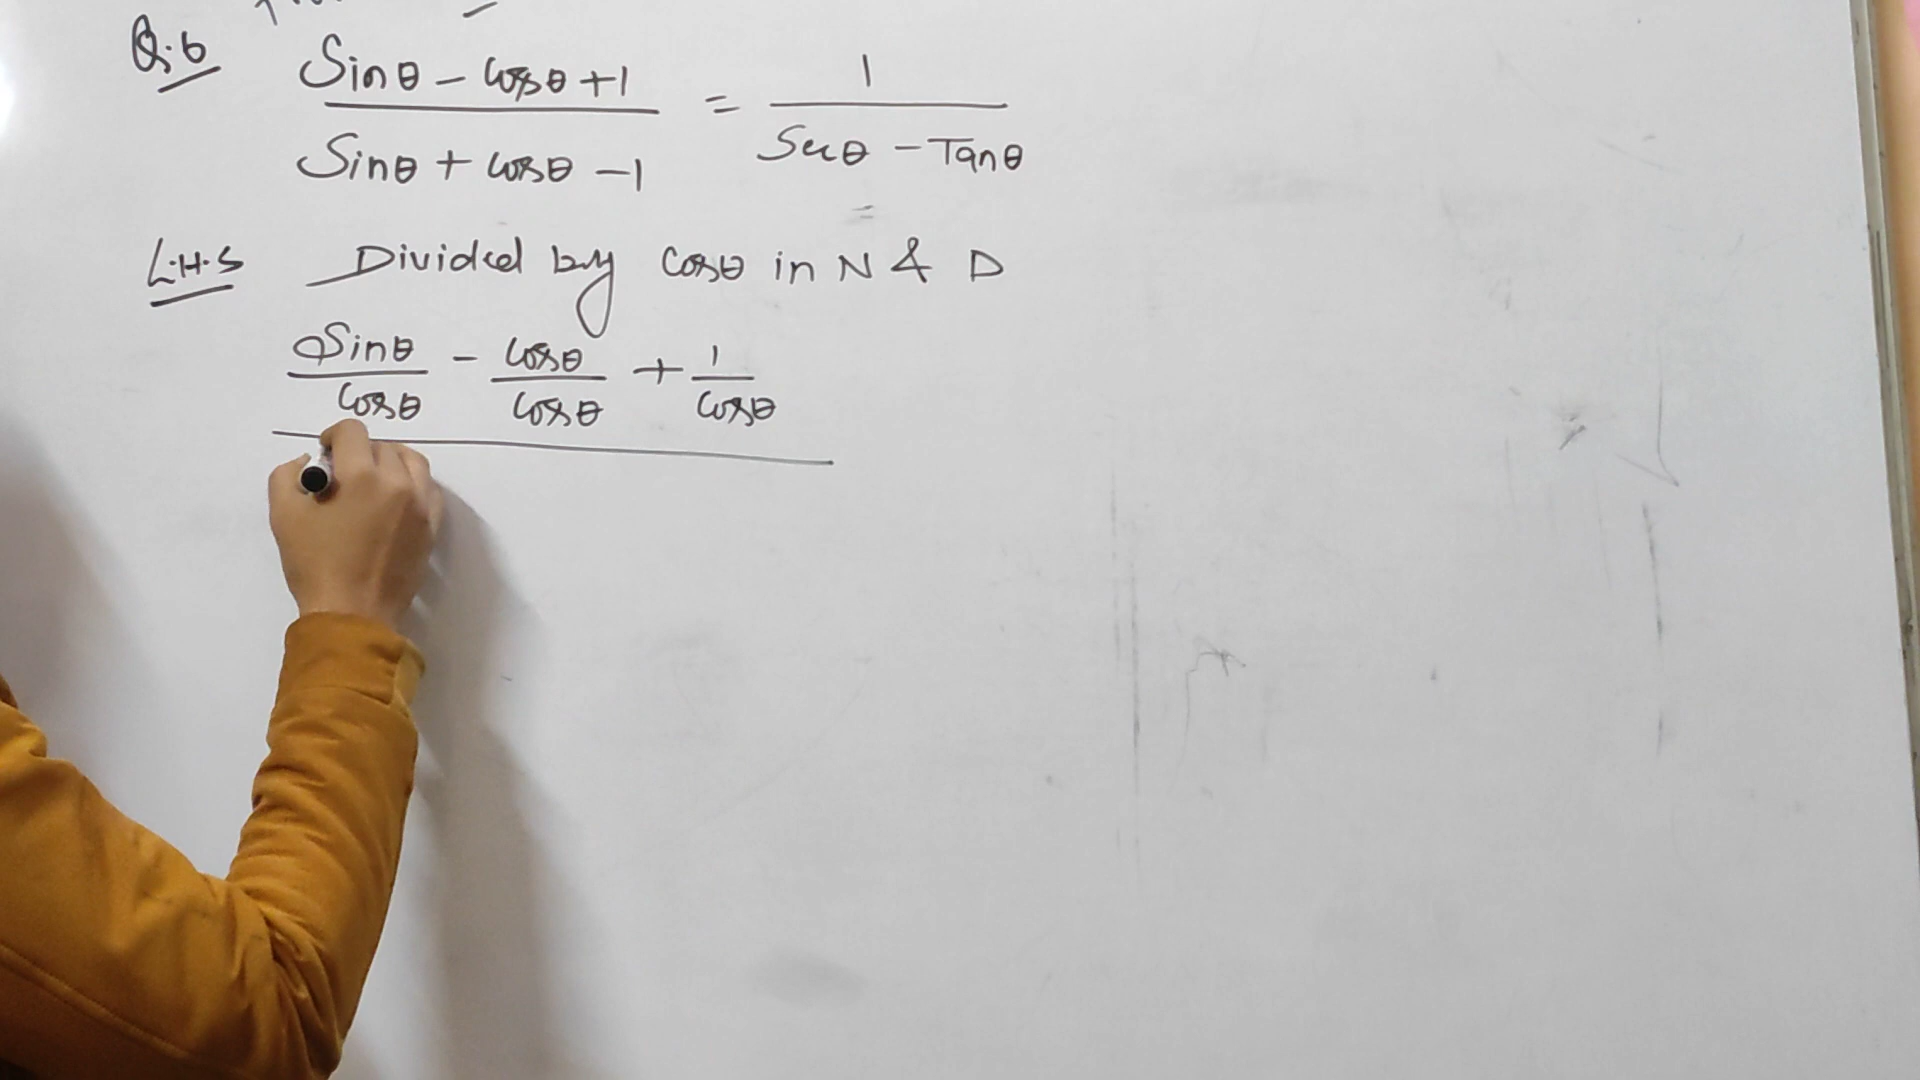 Q.6 Sinθ - Cosθ + 1 / Sinθ + Cosθ - 1 = 1 / Secθ - Tanθ
L.H.S Divided by Cosθ in N & D
Sinθ / Cosθ - Cosθ / Cosθ + 1 / Cosθ